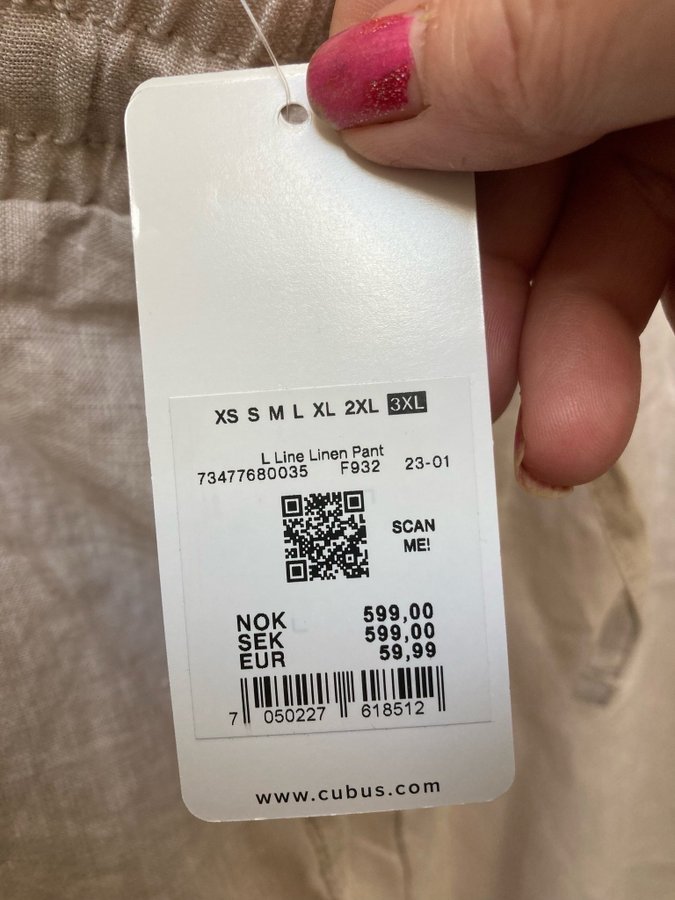 XS S M L XL 2XL 3XL
L Line Linen Pant
73477680035 F932 23-01
SCAN
ME!
NOK 599,00
SEK 599,00
EUR 59,99
7 050227 618512
www.cubus.com